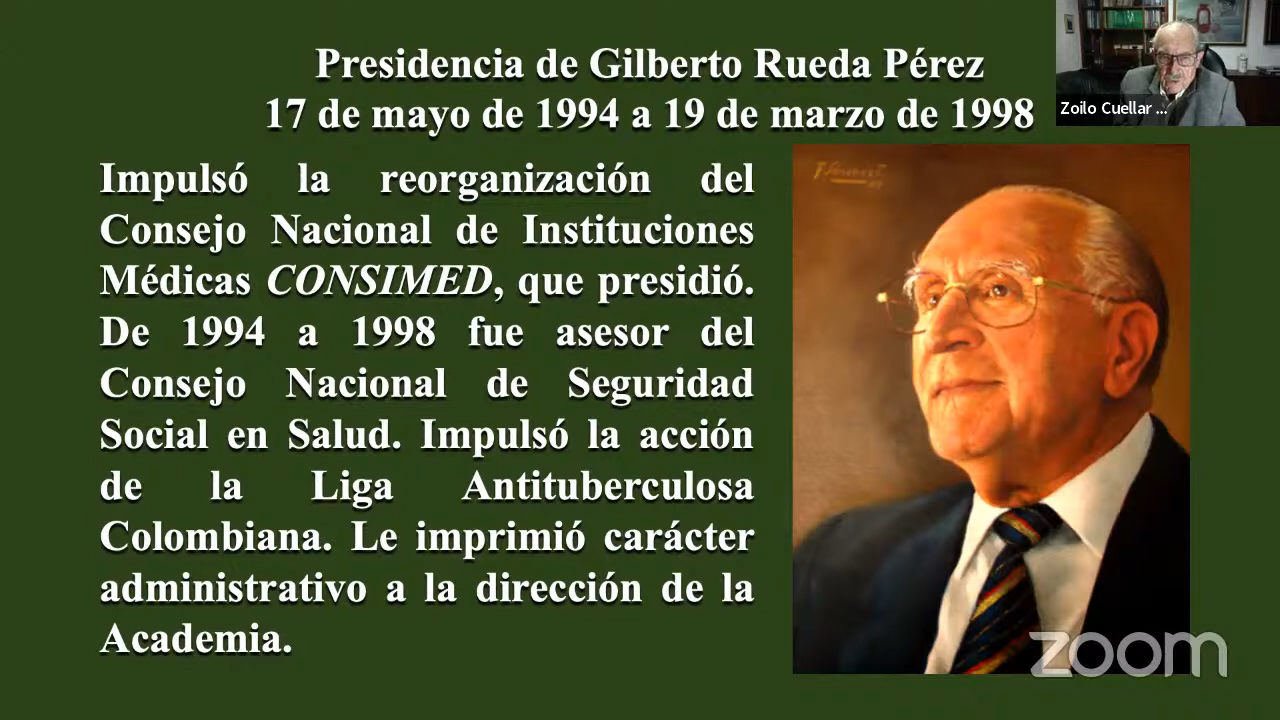 Presidencia de Gilberto Rueda Pérez
17 de mayo de 1994 a 19 de marzo de 1998
Zoilo Cuellar ...
Impulsó la reorganización del
Consejo Nacional de Instituciones
Médicas CONSIMED, que presidió.
De 1994 a 1998 fue asesor del
Consejo Nacional de Seguridad
Social en Salud. Impulsó la acción
de la Liga Antituberculosa
Colombiana. Le imprimió carácter
administrativo a la dirección de la
Academia.
zoom